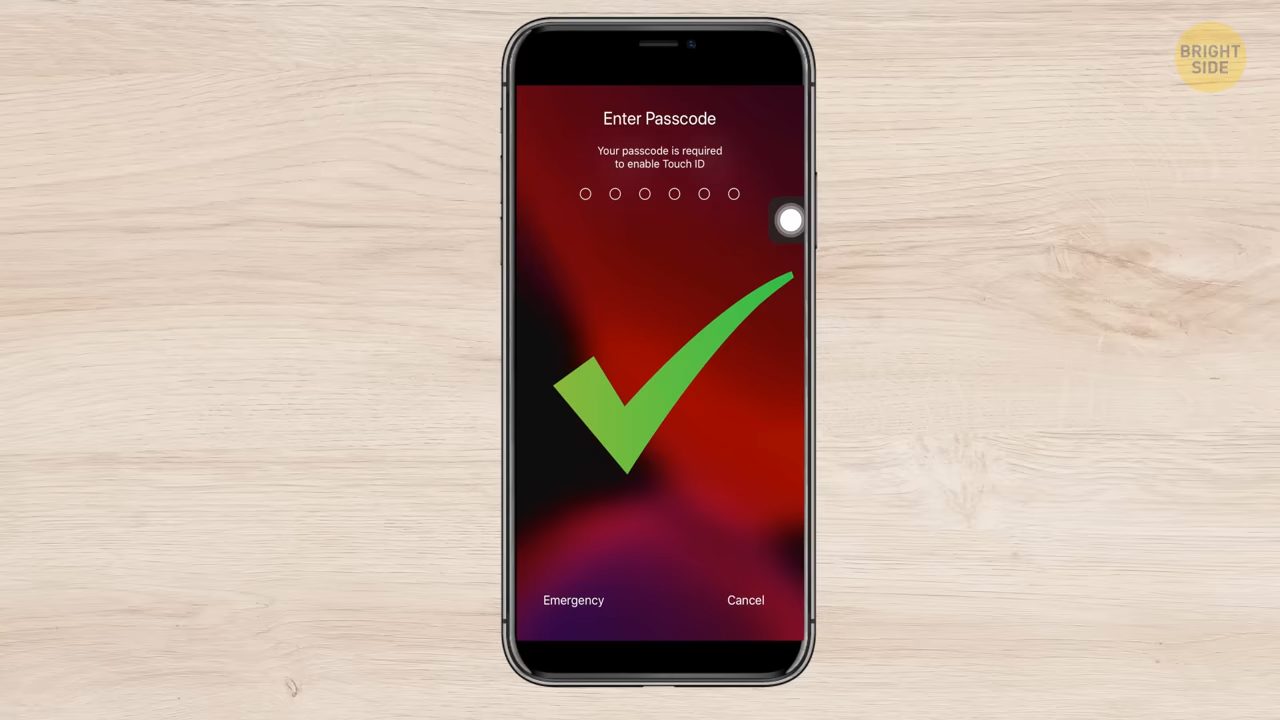 BRIGHT
SIDE
Enter Passcode
Your passcode is required
to enable Touch ID
Emergency
Cancel